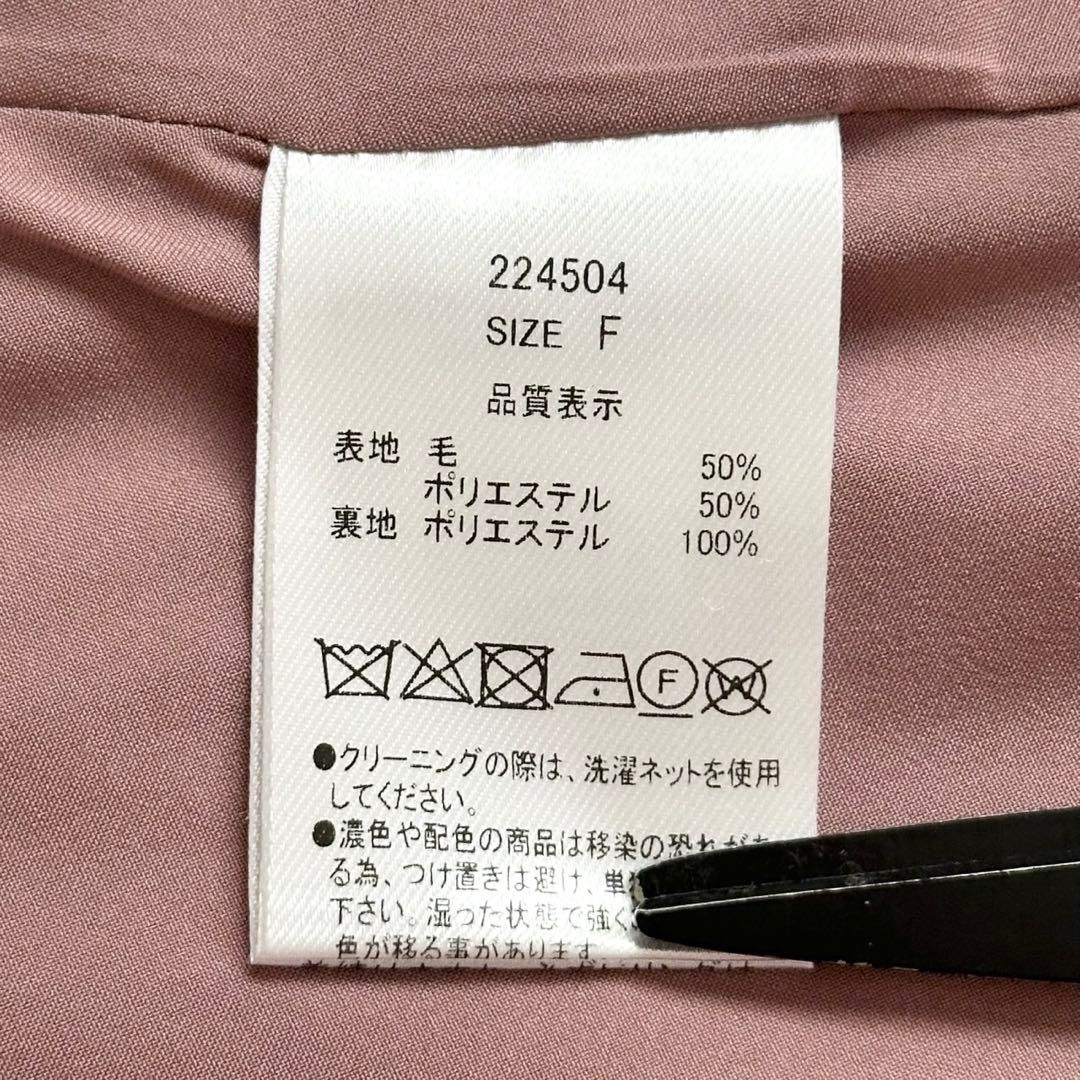 224504
SIZE F
品質表示
表地 毛 50%
ポリエステル 50%
裏地 ポリエステル 100%
F
W
●クリーニングの際は、洗濯ネットを使用
してください。
●濃色や配色の商品は移染の恐れがあ
る為、つけ置きは避け、単
下さい。湿った状態で強く
色が移る事があります